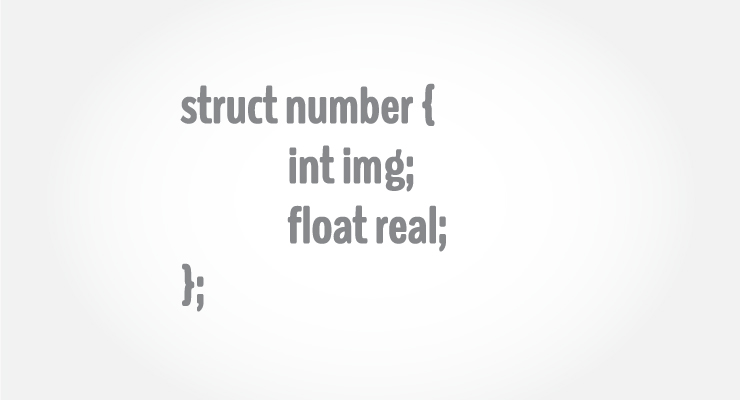 struct number {
int img;
float real;
};